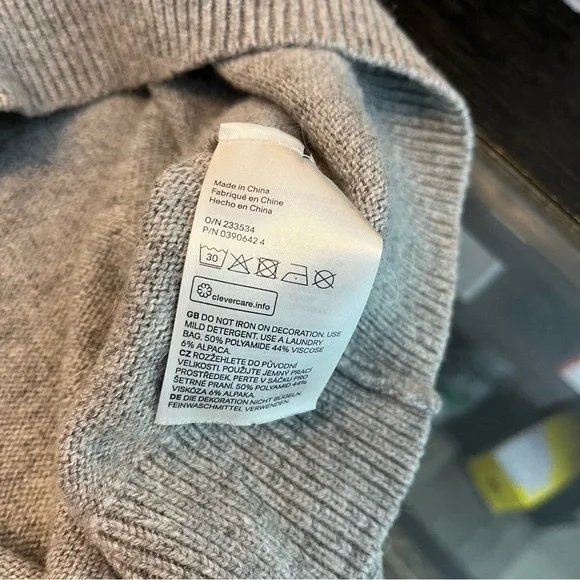 Made in China
Fabriqué en Chine
Hecho en China
O/N 233534
P/N 0390642 4
30
clevercare.info
GB DO NOT IRON ON DECORATION. USE
MILD DETERGENT. USE A LAUNDRY
BAG. 50% POLYAMIDE 44% VISCOSE
6% ALPACA.
CZ ROZŽEHLETE DO PŮVODNÍ
VELIKOSTI. POUŽIJTE JEMNÝ PRACÍ
PROSTŘEDEK. PERTE V SÁČKU PRO
ŠETRNÉ PRANÍ. 50% POLYAMID 44%
VISKÓZA 6% ALPAKA.
DE DIE DEKORATION NICHT BÜGELN.
FEINWASCHMITTEL VERWENDEN.